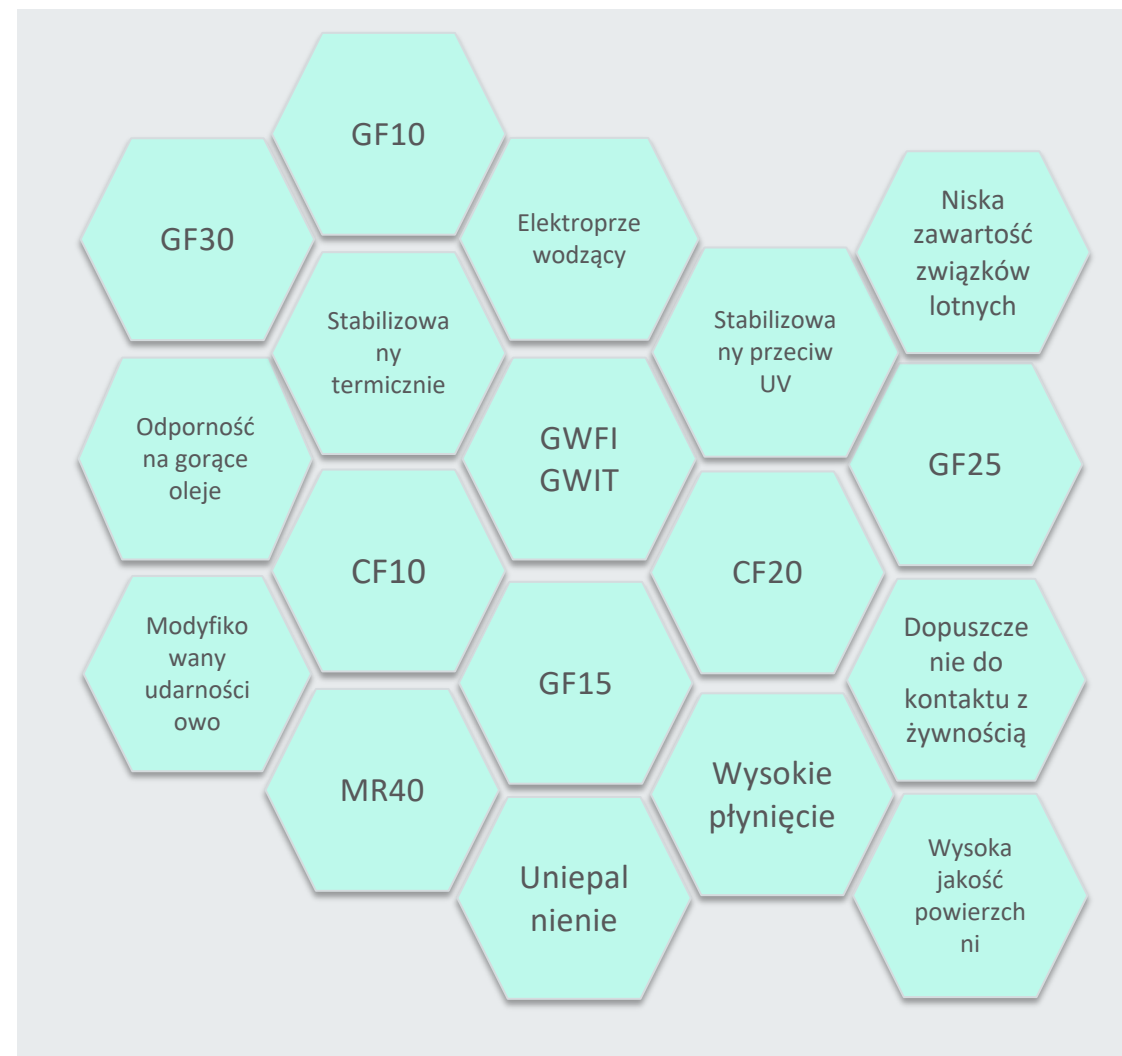 GF10
GF30
Elektroprze
wodzący
Niska
zawartość
związków
lotnych
Stabilizowa
ny
termicznie
Stabilizowa
ny przeciw
UV
Odporność
na gorące
oleje
GWFI
GWIT
GF25
CF10
CF20
Modyfiko
wany
udarności
owo
GF15
Dopuszcze
nie do
kontaktu z
żywnością
MR40
Wysokie
płynięcie
Uniepal
nienie
Wysoka
jakość
powierzch
ni